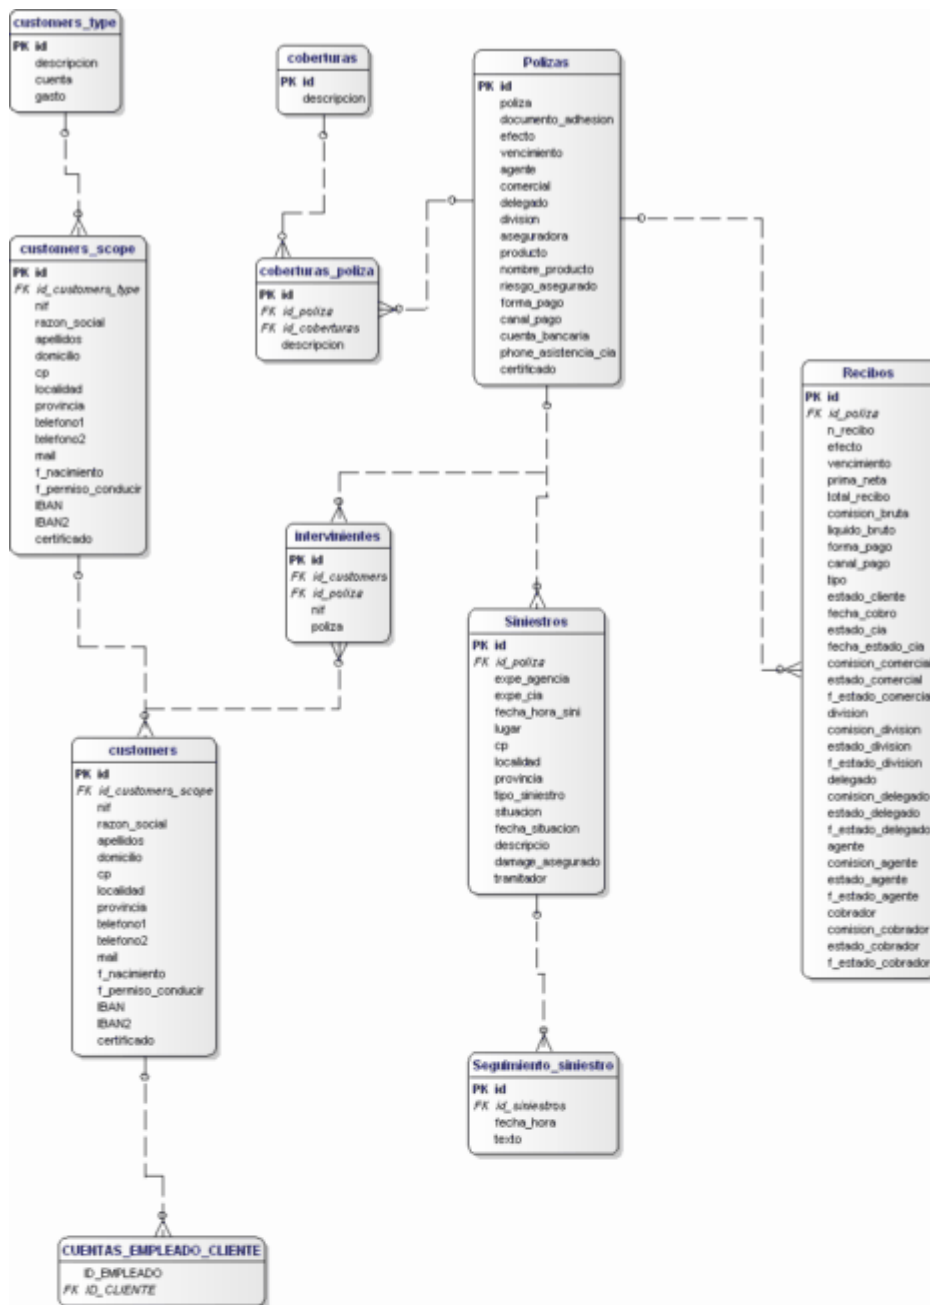 customers_type
PK id
descripcion
cuenta
gasto
coberturas
PK id
descripcion
Polizas
PK id
poliza
documento_adhesion
efecto
vencimiento
agente
comercial
delegado
division
aseguradora
producto
nombre_producto
riesgo_asegurado
forma_pago
canal_pago
cuenta_bancaria
phone_asistencia_cia
certificado
customers_scope
PK id
FK id_customers_type
nif
razon_social
apellidos
domicilio
cp
localidad
provincia
telefono1
telefono2
mail
f_nacimiento
f_permiso_conducir
IBAN
IBAN2
certificado
coberturas_poliza
PK id
FK id_poliza
FK id_coberturas
descripcion
Recibos
PK id
FK id_poliza
n_recibo
efecto
vencimiento
prima_neta
total_recibo
comision_bruta
liquido_bruto
forma_pago
canal_pago
tipo
estado_cliente
fecha_cobro
estado_cia
fecha_estado_cia
comision_comercial
estado_comercial
f_estado_comercial
division
comision_division
estado_division
f_estado_division
delegado
comision_delegado
estado_delegado
f_estado_delegado
agente
comision_agente
estado_agente
f_estado_agente
cobrador
comision_cobrador
estado_cobrador
f_estado_cobrador
intervinientes
PK id
FK id_customers
FK id_poliza
nif
poliza
Siniestros
PK id
FK id_poliza
expe_agencia
expe_cia
fecha_hora_sini
lugar
cp
localidad
provincia
tipo_siniestro
situacion
fecha_situacion
descripcio
damage_asegurado
tramitador
customers
PK id
FK id_customers_scope
nif
razon_social
apellidos
domicilio
cp
localidad
provincia
telefono1
telefono2
mail
f_nacimiento
f_permiso_conducir
IBAN
IBAN2
certificado
Seguimiento_siniestro
PK id
FK id_siniestros
fecha_hora
texto
CUENTAS_EMPLEADO_CLIENTE
ID_EMPLEADO
FK ID_CLIENTE